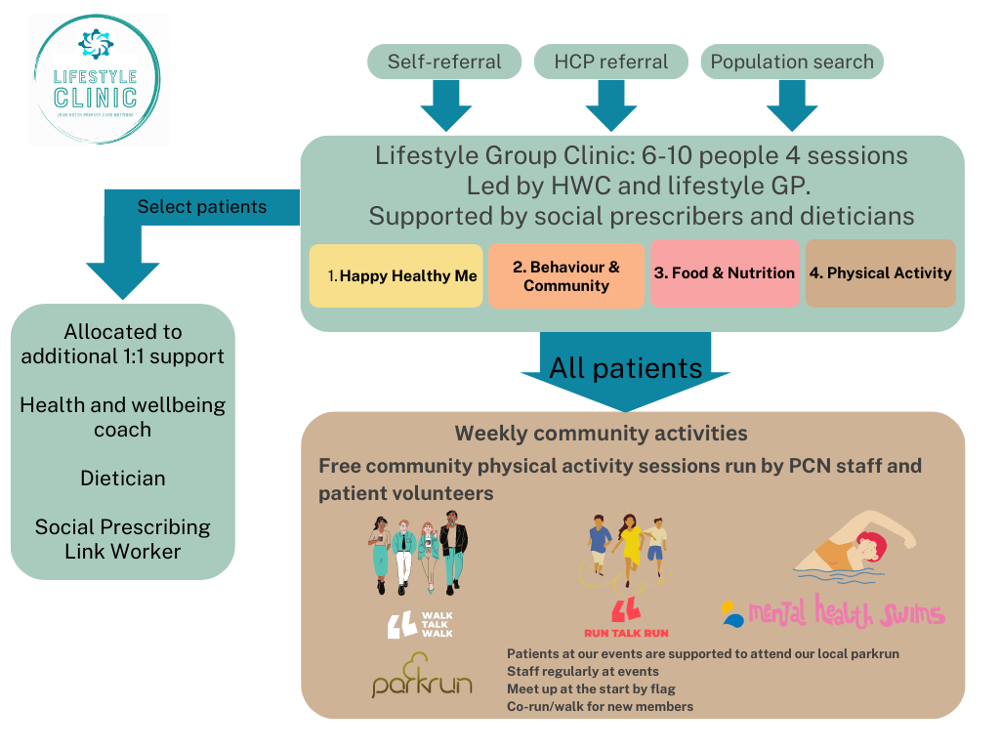 LIFESTYLE
CLINIC
Self-referral
HCP referral
Population search
Lifestyle Group Clinic: 6-10 people 4 sessions
Led by HWC and lifestyle GP.
Supported by social prescribers and dieticians
1. Happy Healthy Me
2. Behaviour &
Community
3. Food & Nutrition
4. Physical Activity
Select patients
Allocated to
additional 1:1 support
Health and wellbeing
coach
Dietician
Social Prescribing
Link Worker
All patients
Weekly community activities
Free community physical activity sessions run by PCN staff and
patient volunteers
WALK
TALK
WALK
RUN TALK RUN
mental health swims
parkrun
Patients at our events are supported to attend our local parkrun
Staff regularly at events
Meet up at the start by flag
Co-run/walk for new members